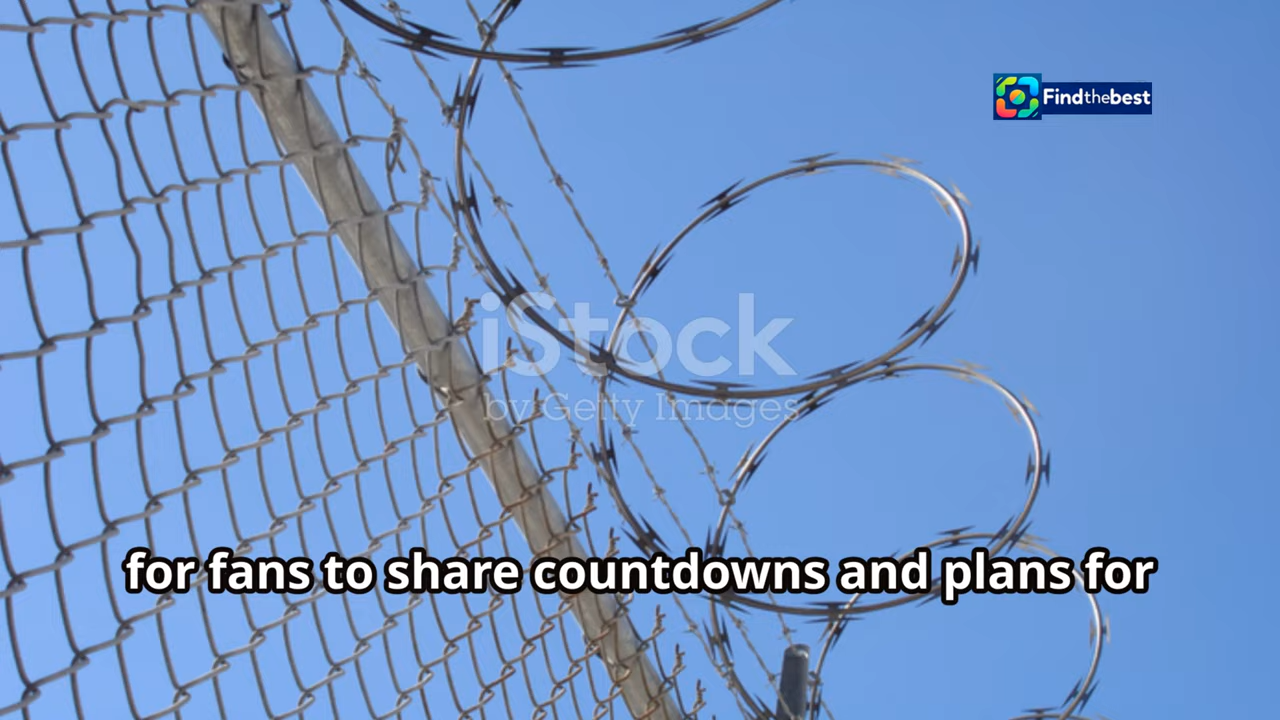 Findthebest
iStock
by Getty Images
for fans to share countdowns and plans for